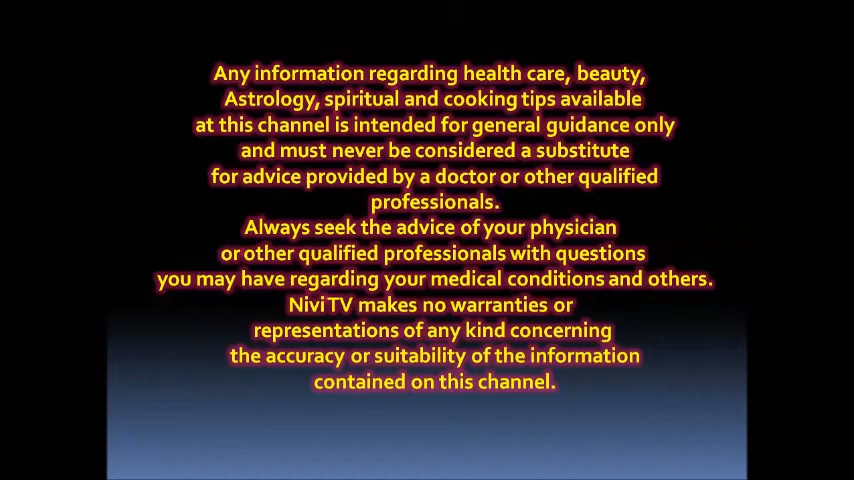 Any information regarding health care, beauty,
Astrology, spiritual and cooking tips available
at this channel is intended for general guidance only
and must never be considered a substitute
for advice provided by a doctor or other qualified
professionals.
Always seek the advice of your physician
or other qualified professionals with questions
you may have regarding your medical conditions and others.
Nivi TV makes no warranties or
representations of any kind concerning
the accuracy or suitability of the information
contained on this channel.